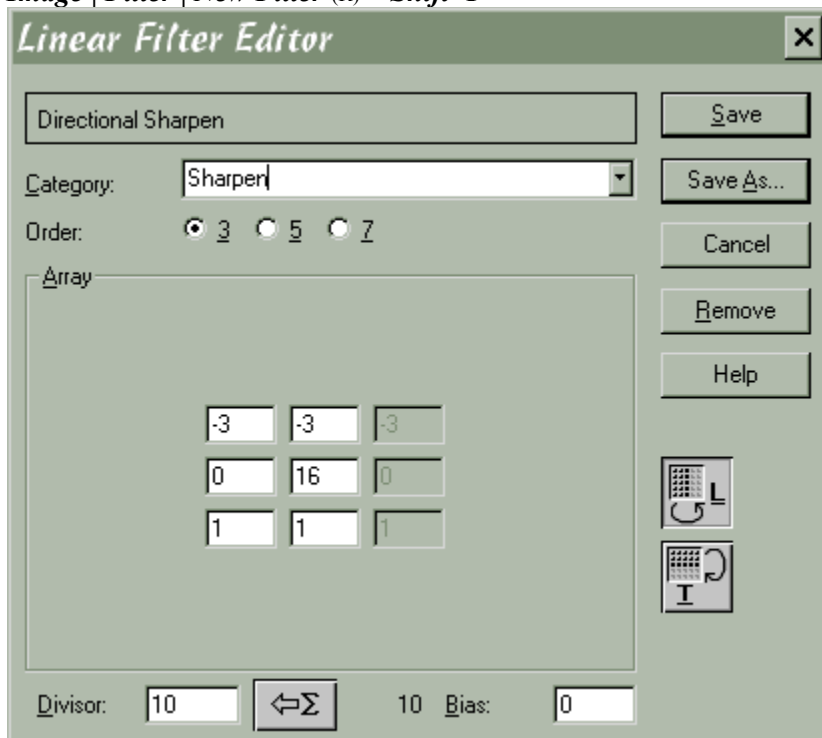 Linear Filter Editor
Directional Sharpen
Save
Category: Sharpen
Save As...
Order: 3 5 7
Cancel
Array
Remove
Help
-3 -3 -3
0 16 0
L
1 1 1
T
Divisor: 10 ⇦Σ 10 Bias: 0